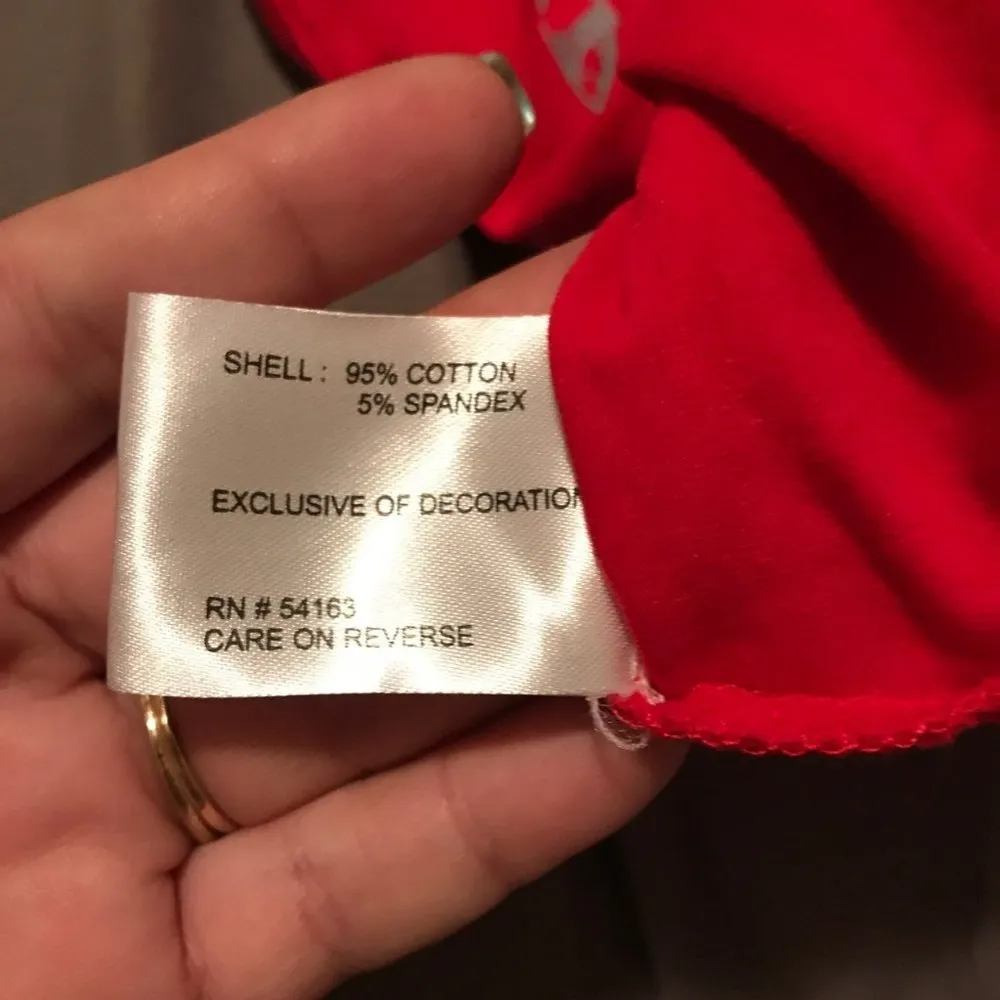 SHELL : 95% COTTON
5% SPANDEX
EXCLUSIVE OF DECORATION
RN # 54163
CARE ON REVERSE